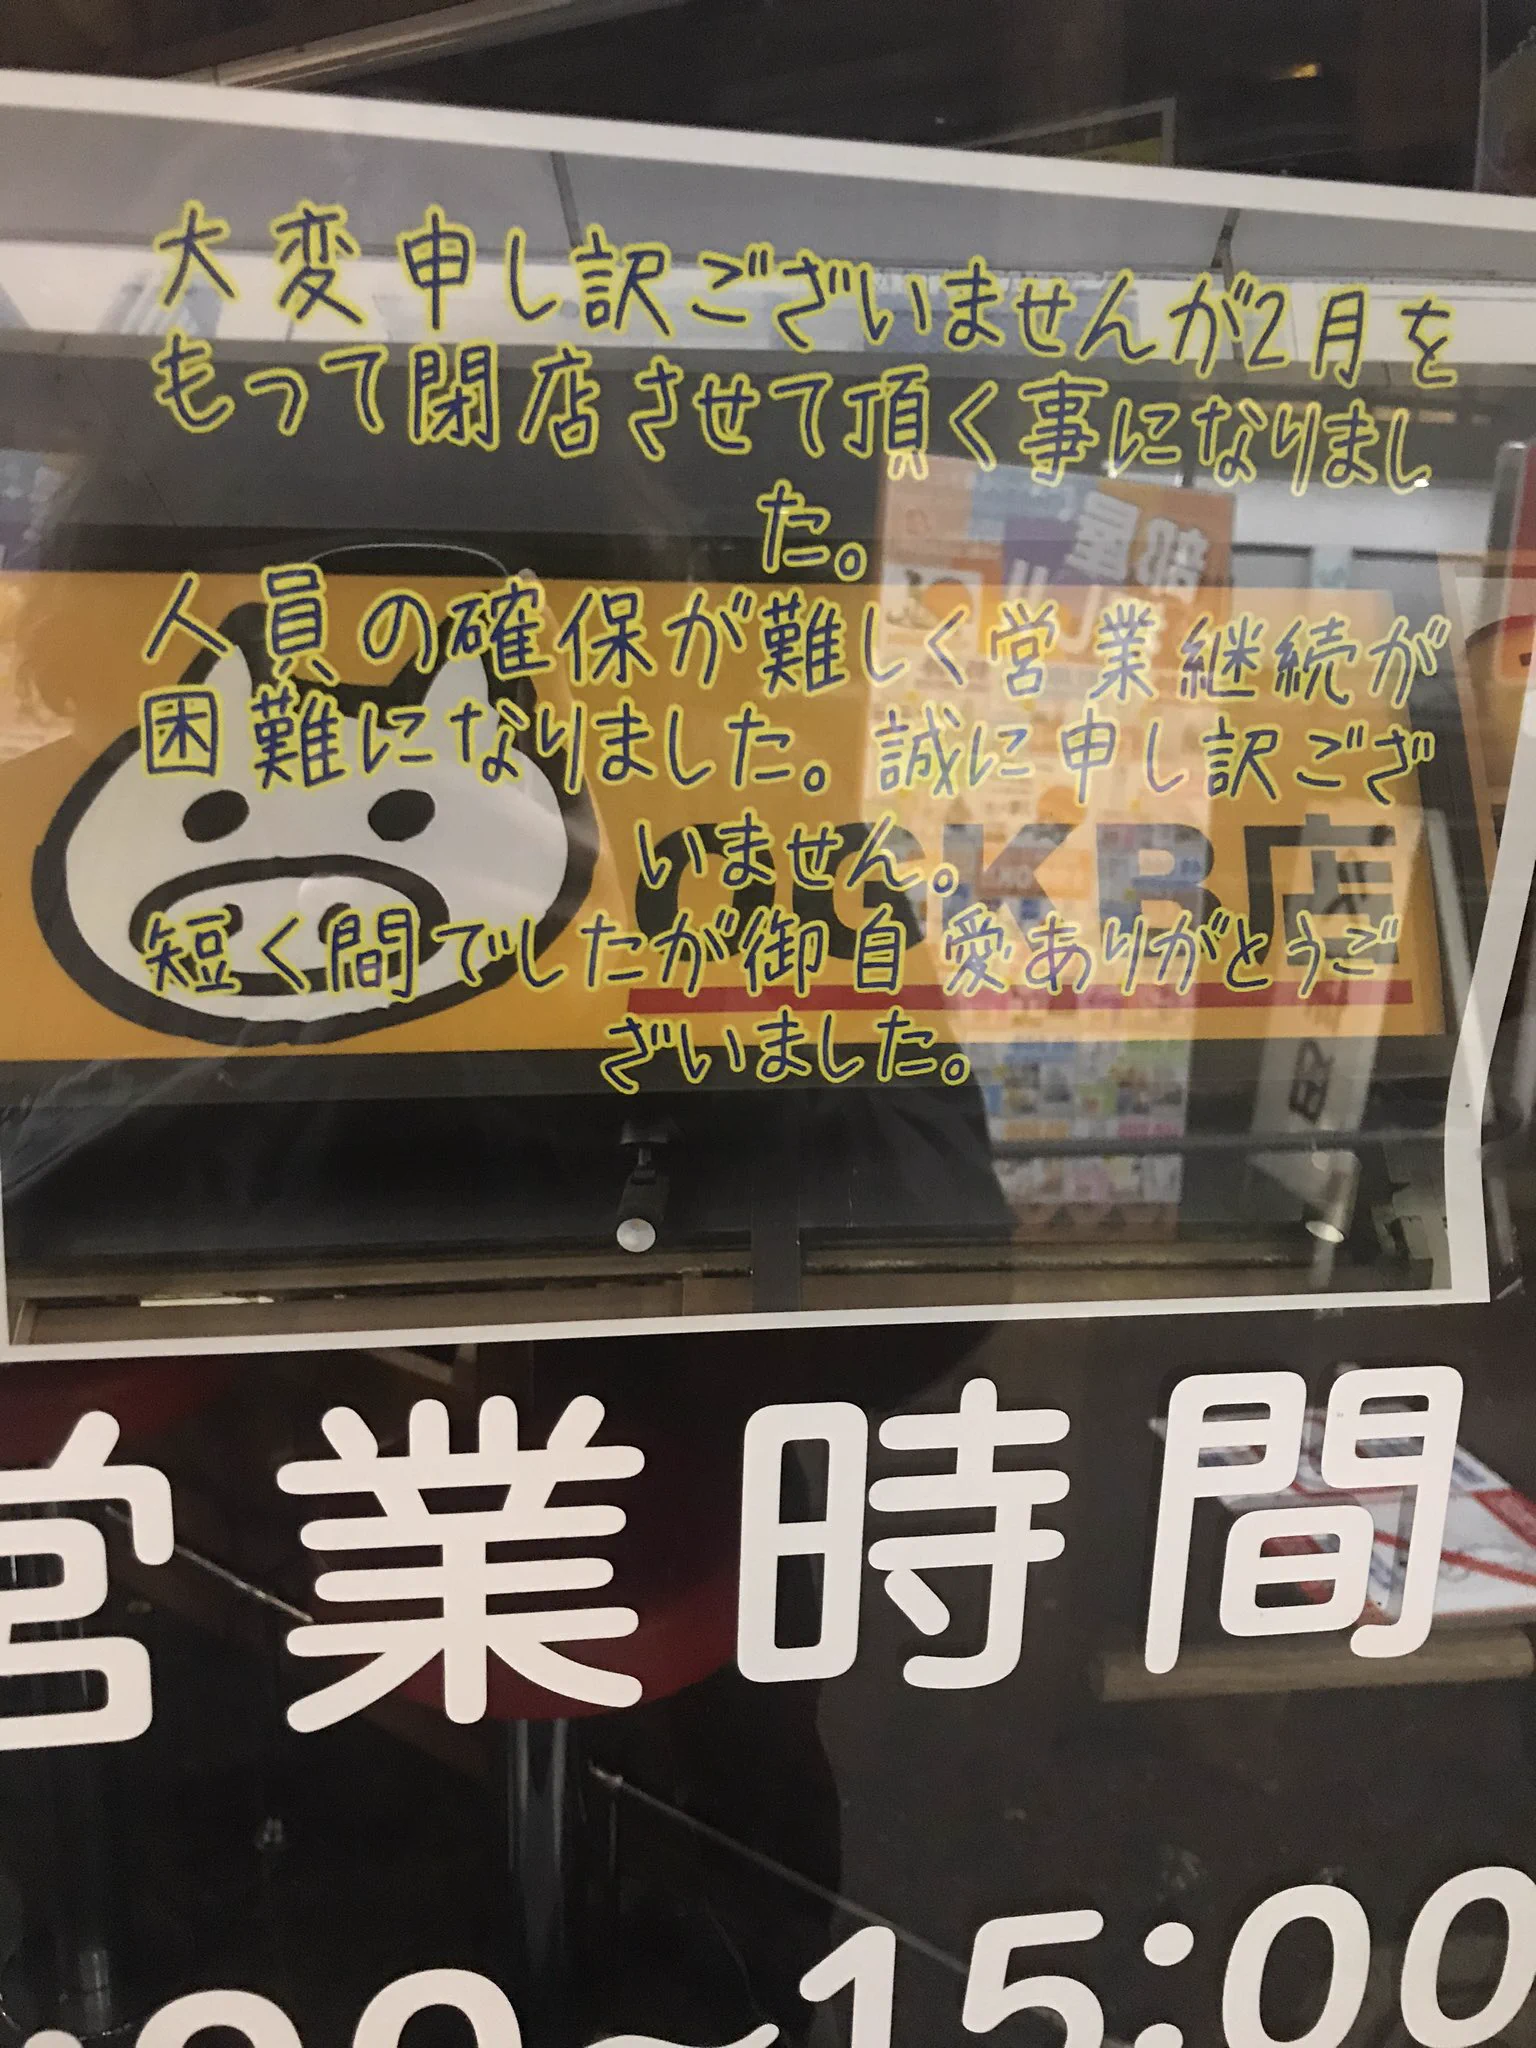 大変申し訳ございませんが2月を
もって閉店させて頂く事になりまし
た。
人員の確保が難しく営業継続が
困難になりました。誠に申し訳ござ
いません。
短く間でしたが御自愛ありがとうご
ざいました。
OGKB店
営業時間
:00~15:00